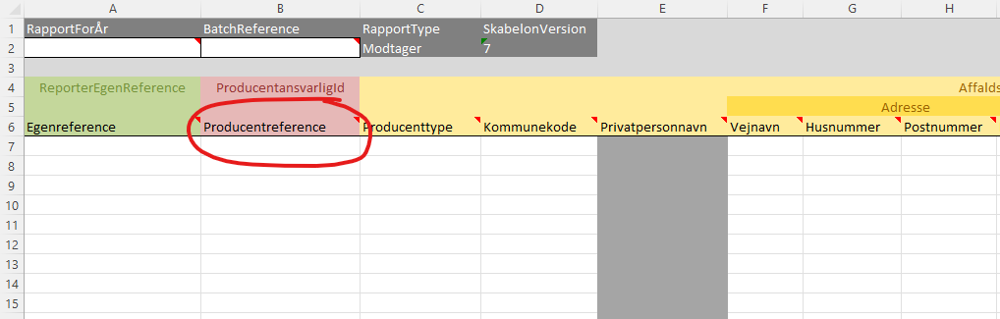 A B C D E F G H
1 RapportForÅr BatchReference RapportType SkabelonVersion
2 Modtager 7
3
4 ReporterEgenReference ProducentansvarligId Affalds
5 Adresse
6 Egenreference Producentreference Producenttype Kommunekode Privatpersonnavn Vejnavn Husnummer Postnummer
7
8
9
10
11
12
13
14
15